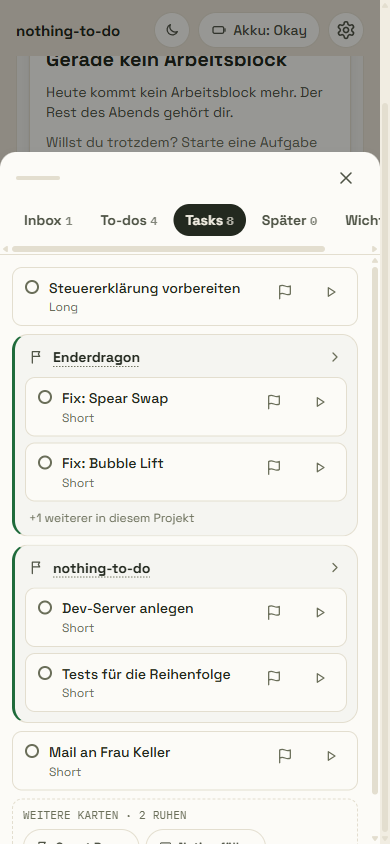 nothing-to-do
Akku: Okay
Gerade kein Arbeitsblock
Heute kommt kein Arbeitsblock mehr. Der
Rest des Abends gehört dir.
Willst du trotzdem? Starte eine Aufgabe
Inbox 1 To-dos 4 Tasks 8 Später 0
Steuererklärung vorbereiten
Long
Enderdragon
Fix: Spear Swap
Short
Fix: Bubble Lift
Short
+1 weiterer in diesem Projekt
nothing-to-do
Dev-Server anlegen
Short
Tests für die Reihenfolge
Short
Mail an Frau Keller
Short
WEITERE KARTEN · 2 RUHEN